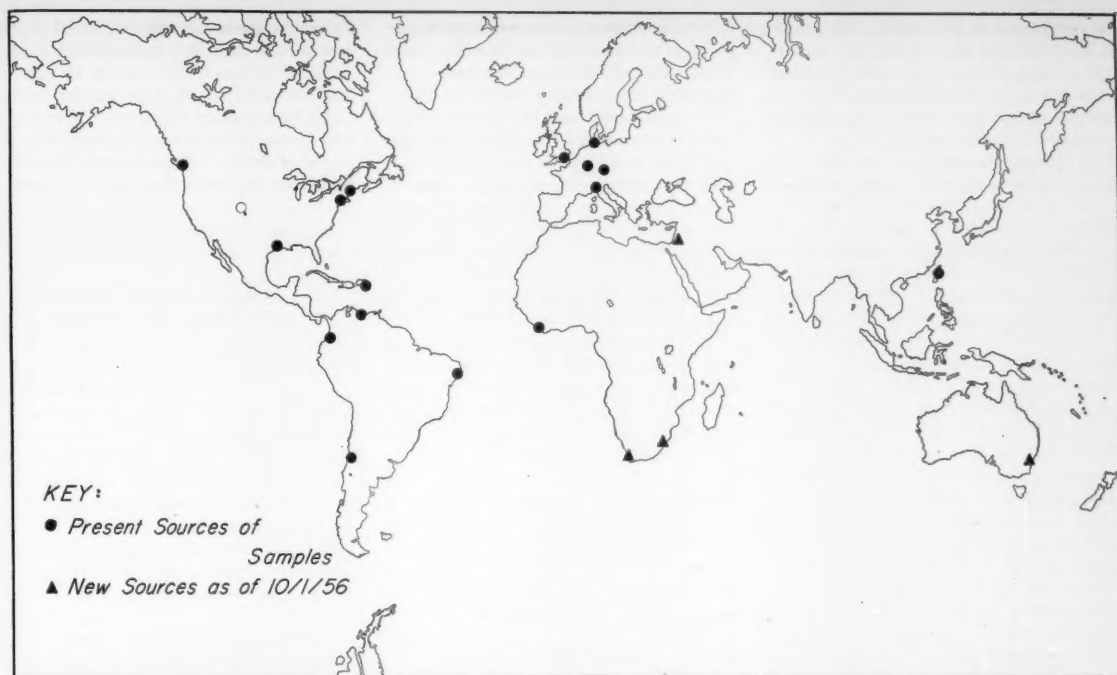 KEY:
● Present Sources of
Samples
▲ New Sources as of 10/1/56